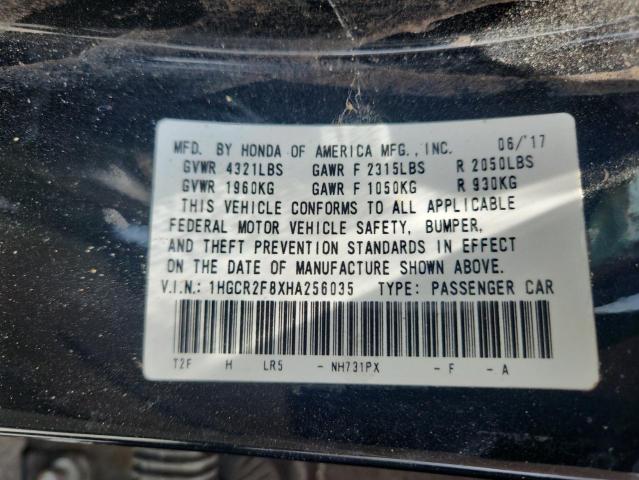 MFD. BY HONDA OF AMERICA MFG., INC. 06/'17
GVWR 4321LBS GAWR F 2315LBS R 2050LBS
GVWR 1960KG GAWR F 1050KG R 930KG
THIS VEHICLE CONFORMS TO ALL APPLICABLE
FEDERAL MOTOR VEHICLE SAFETY, BUMPER,
AND THEFT PREVENTION STANDARDS IN EFFECT
ON THE DATE OF MANUFACTURE SHOWN ABOVE.
V.I.N.: 1HGCR2F8XHA256035 TYPE: PASSENGER CAR
T2F H LR5 - NH731PX - F - A